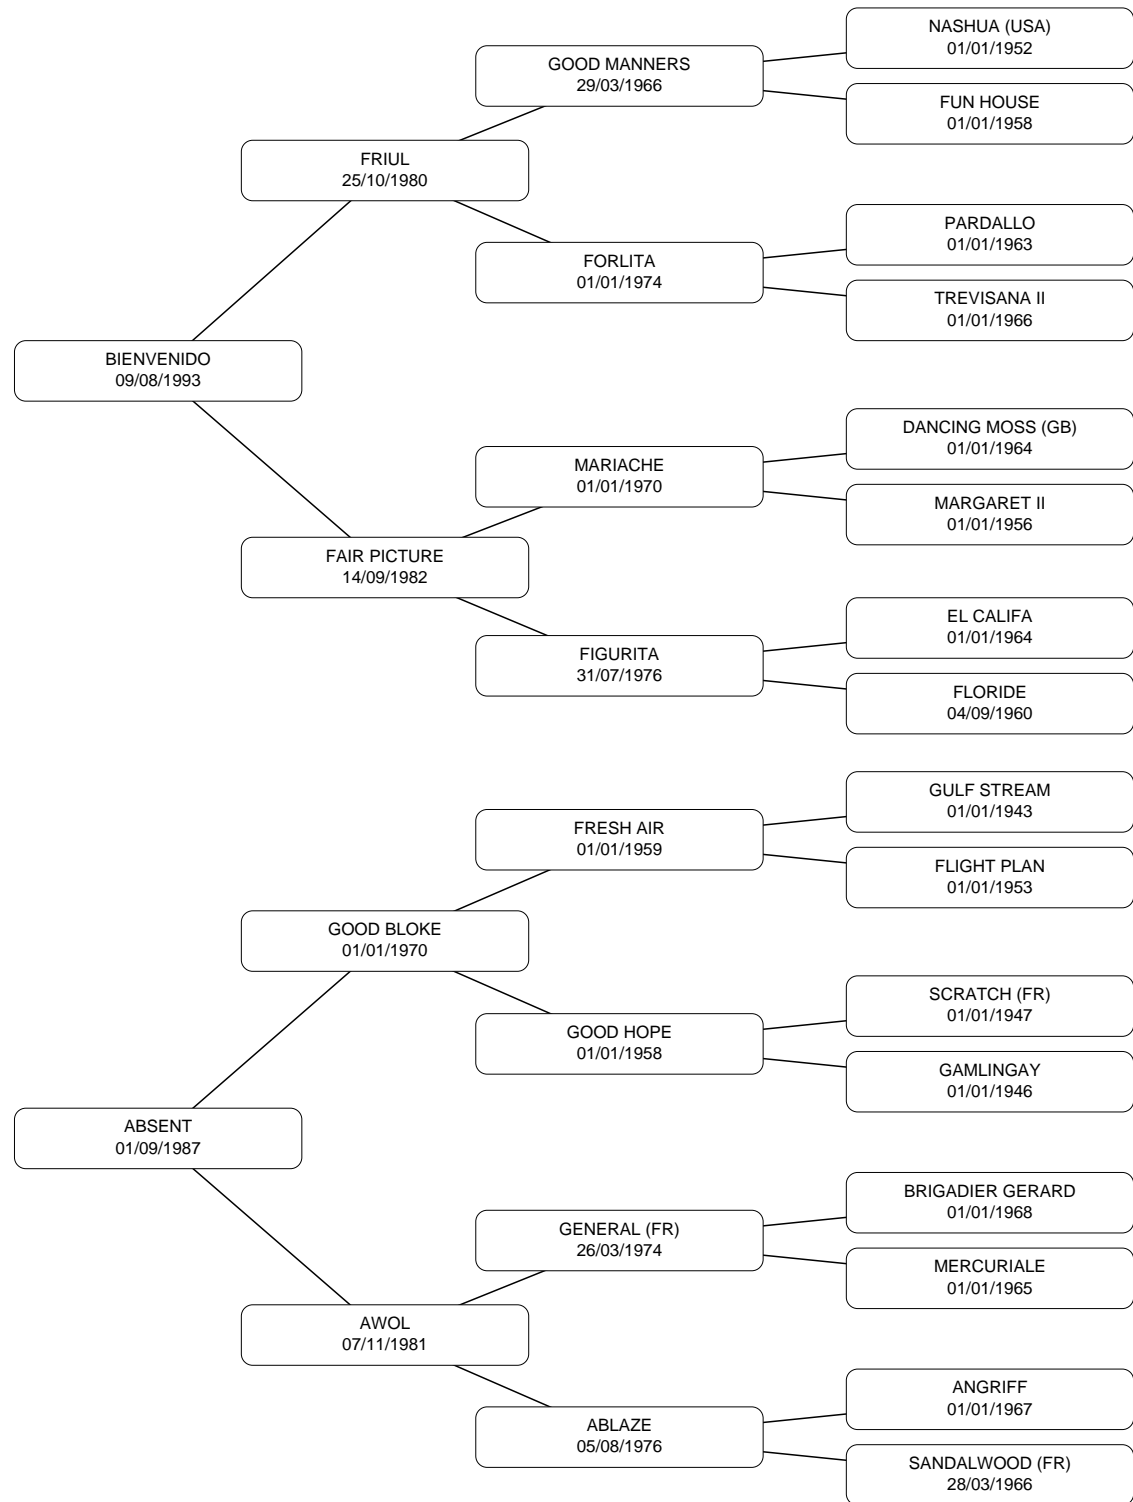 NASHUA (USA)
01/01/1952
GOOD MANNERS
29/03/1966
FUN HOUSE
01/01/1958
FRIUL
25/10/1980
PARDALLO
01/01/1963
FORLITA
01/01/1974
TREVISANA II
01/01/1966
BIENVENIDO
09/08/1993
DANCING MOSS (GB)
01/01/1964
MARIACHE
01/01/1970
MARGARET II
01/01/1956
FAIR PICTURE
14/09/1982
EL CALIFA
01/01/1964
FIGURITA
31/07/1976
FLORIDE
04/09/1960
GULF STREAM
01/01/1943
FRESH AIR
01/01/1959
FLIGHT PLAN
01/01/1953
GOOD BLOKE
01/01/1970
SCRATCH (FR)
01/01/1947
GOOD HOPE
01/01/1958
GAMLINGAY
01/01/1946
ABSENT
01/09/1987
BRIGADIER GERARD
01/01/1968
GENERAL (FR)
26/03/1974
MERCURIALE
01/01/1965
AWOL
07/11/1981
ANGRIFF
01/01/1967
ABLAZE
05/08/1976
SANDALWOOD (FR)
28/03/1966